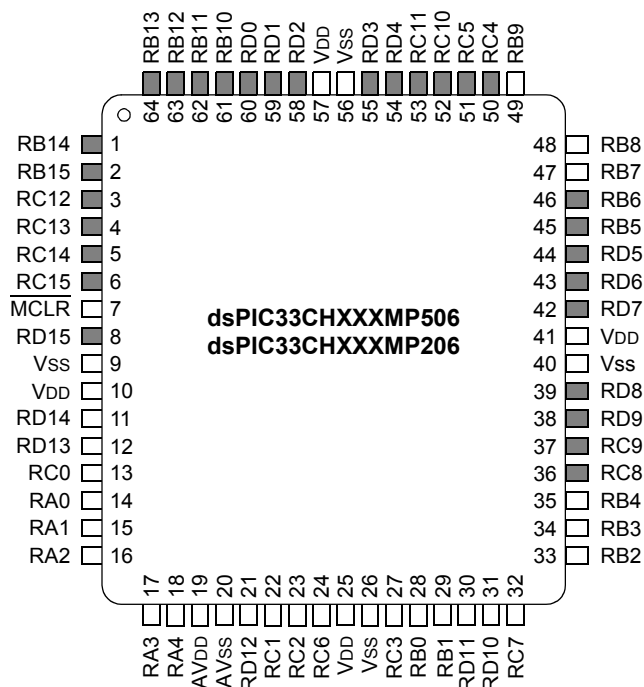 RB13 RB12 RB11 RB10 RD0 RD1 RD2 VDD VSS RD3 RD4 RC11 RC10 RC5 RC4 RB9
64 63 62 61 60 59 58 57 56 55 54 53 52 51 50 49
RB14 1 48 RB8
RB15 2 47 RB7
RC12 3 46 RB6
RC13 4 45 RB5
RC14 5 44 RD5
RC15 6 43 RD6
MCLR 7 42 RD7
dsPIC33CHXXXMP506
RD15 8 41 VDD
dsPIC33CHXXXMP206
VSS 9 40 Vss
VDD 10 39 RD8
RD14 11 38 RD9
RD13 12 37 RC9
RC0 13 36 RC8
RA0 14 35 RB4
RA1 15 34 RB3
RA2 16 33 RB2
17 18 19 20 21 22 23 24 25 26 27 28 29 30 31 32
RA3 RA4 AVDD AVSS RD12 RC1 RC2 RC6 VDD VSS RC3 RB0 RB1 RD11 RD10 RC7